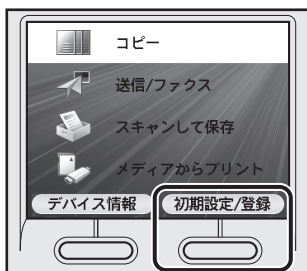 コピー
送信/ファクス
スキャンして保存
メディアからプリント
デバイス情報 初期設定/登録